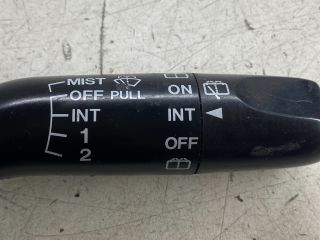 MIST
OFF PULL ON
INT INT
1 OFF
2